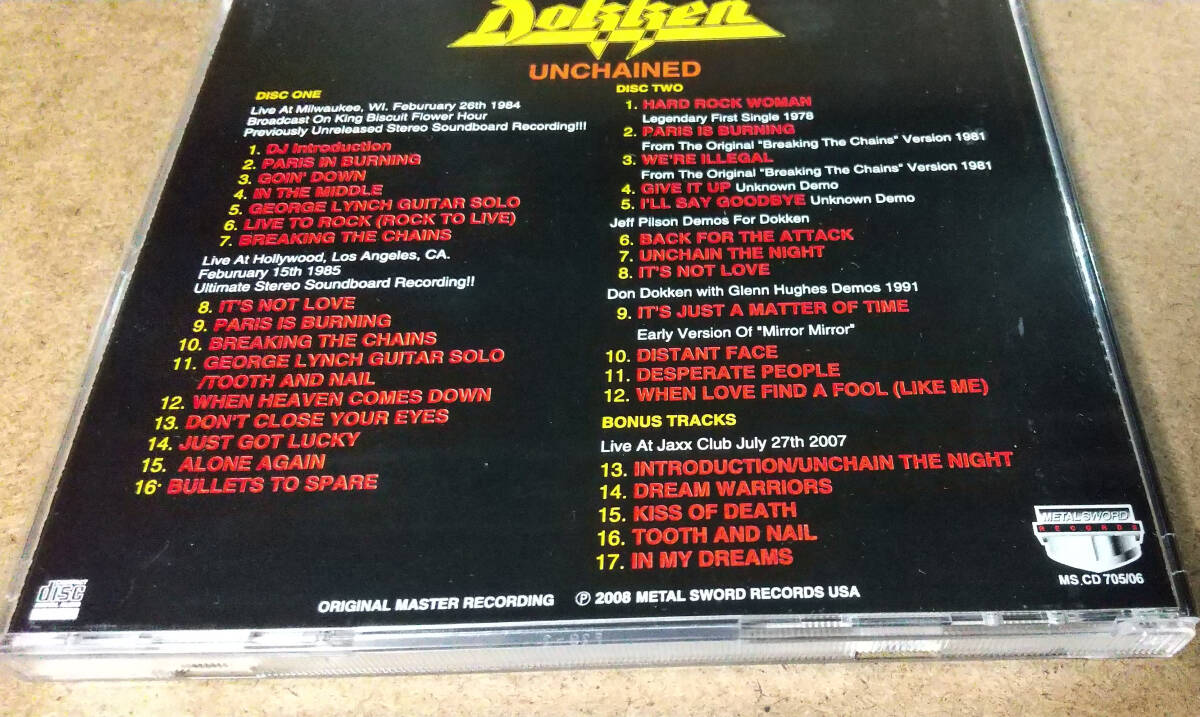 Dokken
UNCHAINED
DISC ONE
Live At Milwaukee, WI. Feburuary 26th 1984
Broadcast On King Biscuit Flower Hour
Previously Unreleased Stereo Soundboard Recording!!!
1. DJ Introduction
2. PARIS IN BURNING
3. GOIN' DOWN
4. IN THE MIDDLE
5. GEORGE LYNCH GUITAR SOLO
6. LIVE TO ROCK (ROCK TO LIVE)
7. BREAKING THE CHAINS
Live At Hollywood, Los Angeles, CA.
Feburuary 15th 1985
Ultimate Stereo Soundboard Recording!!
8. IT'S NOT LOVE
9. PARIS IS BURNING
10. BREAKING THE CHAINS
11. GEORGE LYNCH GUITAR SOLO
/TOOTH AND NAIL
12. WHEN HEAVEN COMES DOWN
13. DON'T CLOSE YOUR EYES
14. JUST GOT LUCKY
15. ALONE AGAIN
16. BULLETS TO SPARE
DISC TWO
1. HARD ROCK WOMAN
Legendary First Single 1978
2. PARIS IS BURNING
From The Original "Breaking The Chains" Version 1981
3. WE'RE ILLEGAL
From The Original "Breaking The Chains" Version 1981
4. GIVE IT UP Unknown Demo
5. I'LL SAY GOODBYE Unknown Demo
Jeff Pilson Demos For Dokken
6. BACK FOR THE ATTACK
7. UNCHAIN THE NIGHT
8. IT'S NOT LOVE
Don Dokken with Glenn Hughes Demos 1991
9. IT'S JUST A MATTER OF TIME
Early Version Of "Mirror Mirror"
10. DISTANT FACE
11. DESPERATE PEOPLE
12. WHEN LOVE FIND A FOOL (LIKE ME)
BONUS TRACKS
Live At Jaxx Club July 27th 2007
13. INTRODUCTION/UNCHAIN THE NIGHT
14. DREAM WARRIORS
15. KISS OF DEATH
16. TOOTH AND NAIL
17. IN MY DREAMS
METAL SWORD
RECORDS
MS.CD 705/06
disc
ORIGINAL MASTER RECORDING ℗ 2008 METAL SWORD RECORDS USA